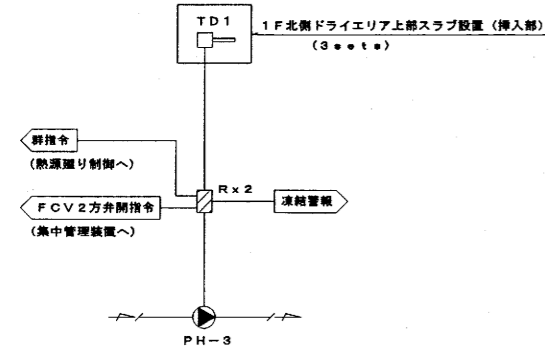 TD1
1F北側ドライエリア上部スラブ設置(挿入部)
(3sets)
群指令
(熱源廻り制御へ)
R×2
FCV2方弁開指令
凍結警報
(集中管理装置へ)
PH-3